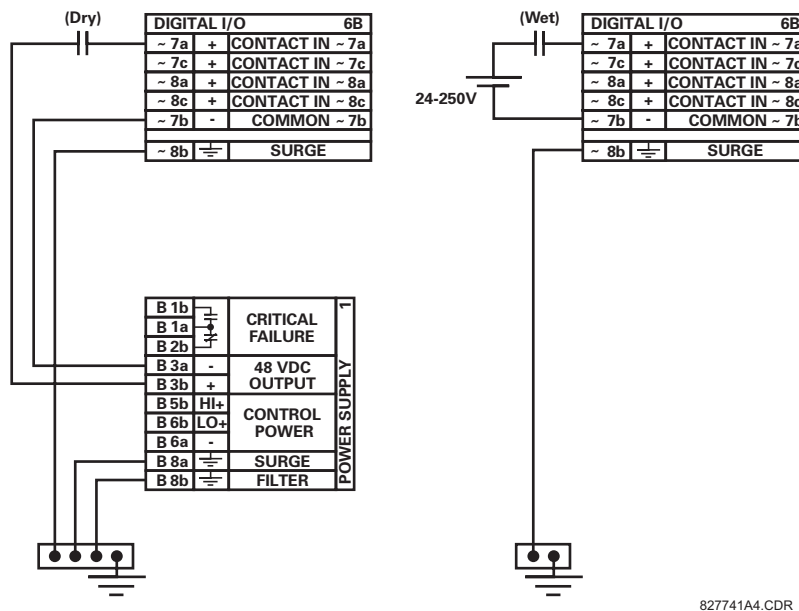 (Dry)
DIGITAL I/O 6B
~ 7a + CONTACT IN ~ 7a
~ 7c + CONTACT IN ~ 7c
~ 8a + CONTACT IN ~ 8a
~ 8c + CONTACT IN ~ 8c
~ 7b - COMMON ~ 7b
~ 8b SURGE
(Wet)
24-250V
DIGITAL I/O 6B
~ 7a + CONTACT IN ~ 7a
~ 7c + CONTACT IN ~ 7c
~ 8a + CONTACT IN ~ 8a
~ 8c + CONTACT IN ~ 8c
~ 7b - COMMON ~ 7b
~ 8b SURGE
B 1b
B 1a
B 2b
CRITICAL
FAILURE
B 3a -
B 3b +
48 VDC
OUTPUT
B 5b HI+
B 6b LO+
B 6a -
CONTROL
POWER
B 8a SURGE
B 8b FILTER
POWER SUPPLY 1
827741A4.CDR